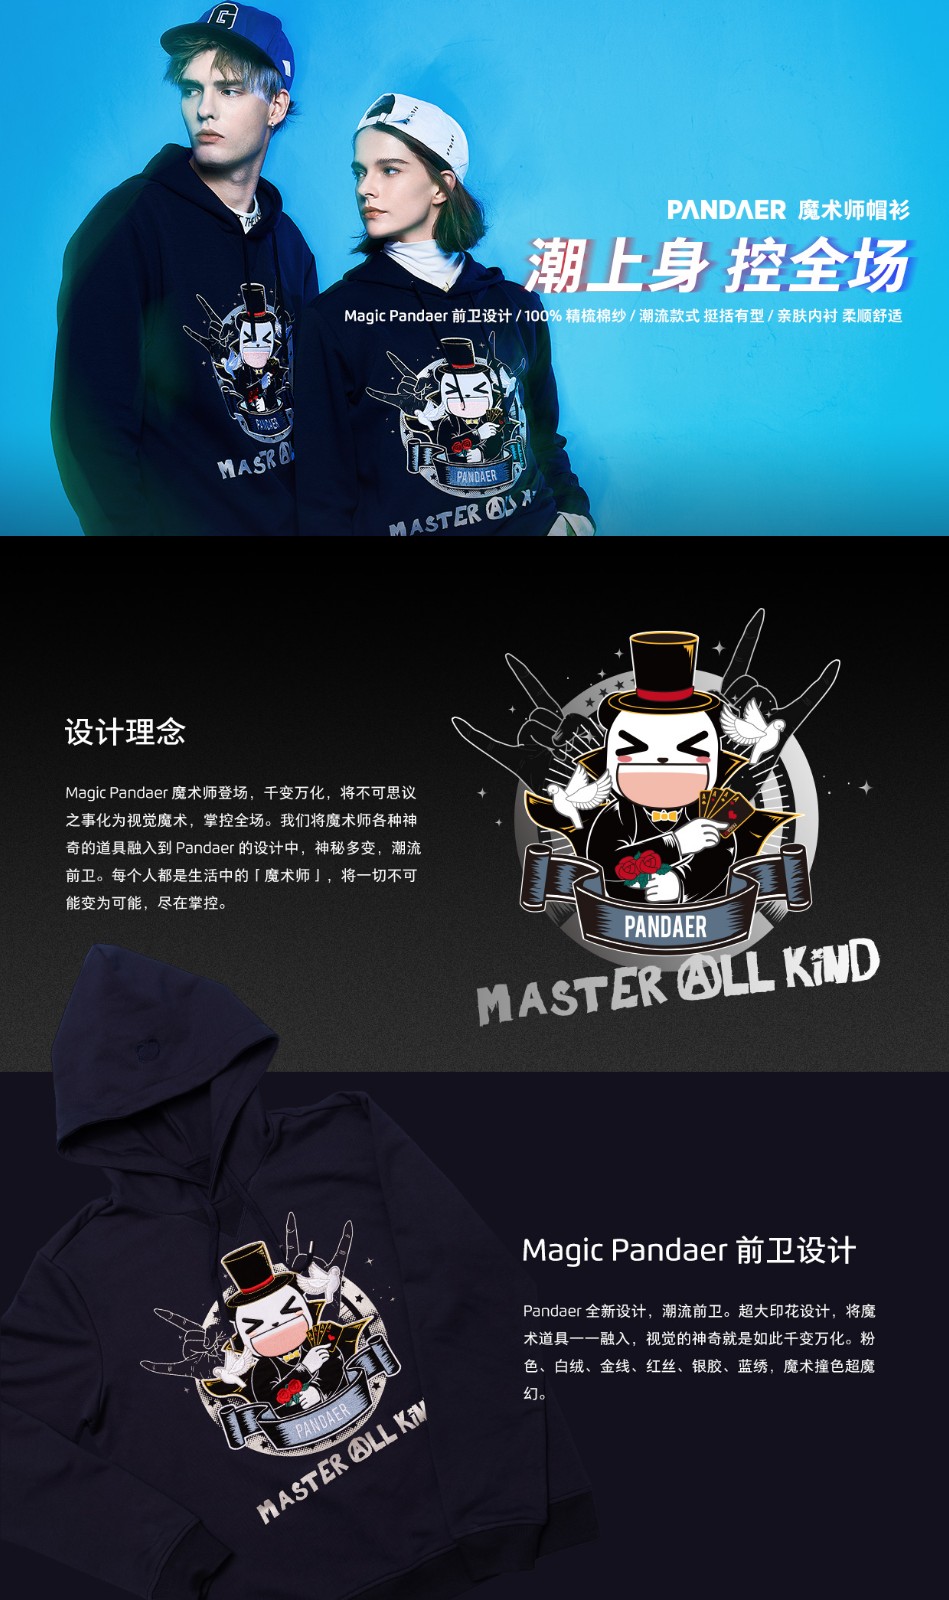 G
PANDAER 魔术师帽衫
潮上身 控全场
Magic Pandaer 前卫设计 / 100% 精梳棉纱 / 潮流款式 挺括有型 / 亲肤内衬 柔顺舒适
PANDAER
PANDAER
MASTER ALL
设计理念
Magic Pandaer 魔术师登场，千变万化，将不可思议
之事化为视觉魔术，掌控全场。我们将魔术师各种神
奇的道具融入到 Pandaer 的设计中，神秘多变，潮流
前卫。每个人都是生活中的「魔术师」，将一切不可
能变为可能，尽在掌控。
PANDAER
MASTER ALL KiND
Magic Pandaer 前卫设计
Pandaer 全新设计，潮流前卫。超大印花设计，将魔
术道具一一融入，视觉的神奇就是如此千变万化。粉
色、白绒、金线、红丝、银胶、蓝绣，魔术撞色超魔
幻。
PANDAER
MASTER ALL KiN